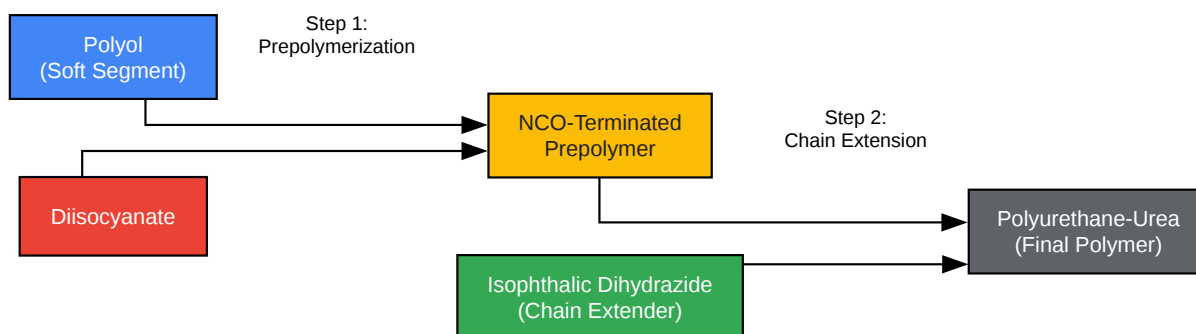 Step 1:
Prepolymerization
Polyol
(Soft Segment)
Diisocyanate
NCO-Terminated
Prepolymer
Step 2:
Chain Extension
Isophthalic Dihydrazide
(Chain Extender)
Polyurethane-Urea
(Final Polymer)